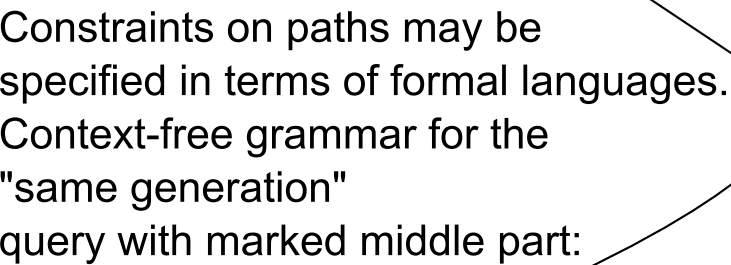 Constraints on paths may be
specified in terms of formal languages.
Context-free grammar for the
"same generation"
query with marked middle part: